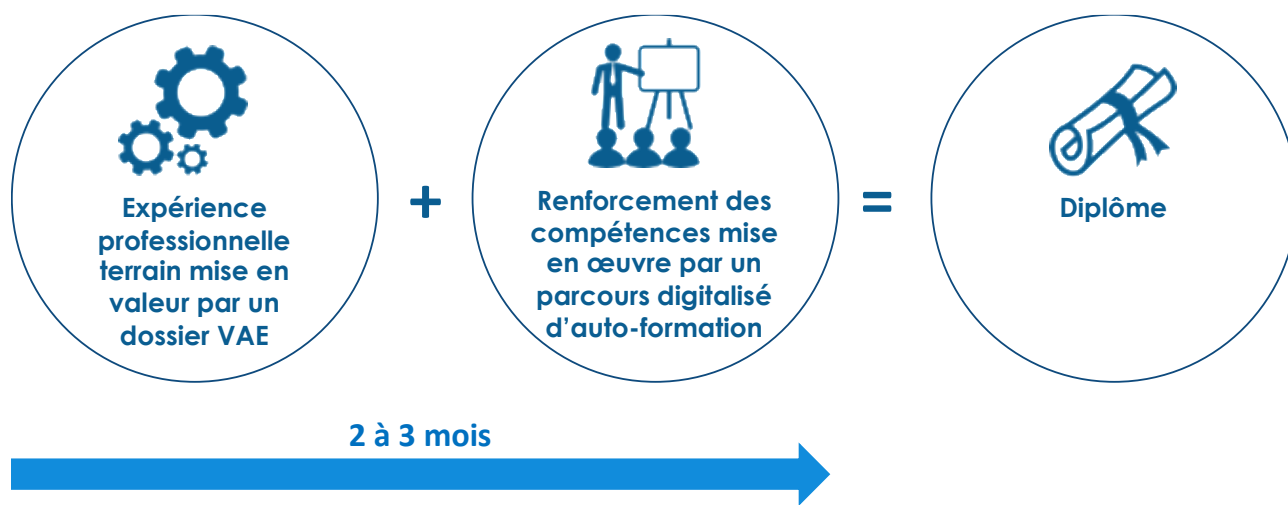 Expérience
professionnelle
terrain mise en
valeur par un
dossier VAE
+
Renforcement des
compétences mise
en œuvre par un
parcours digitalisé
d'auto-formation
=
Diplôme
2 à 3 mois